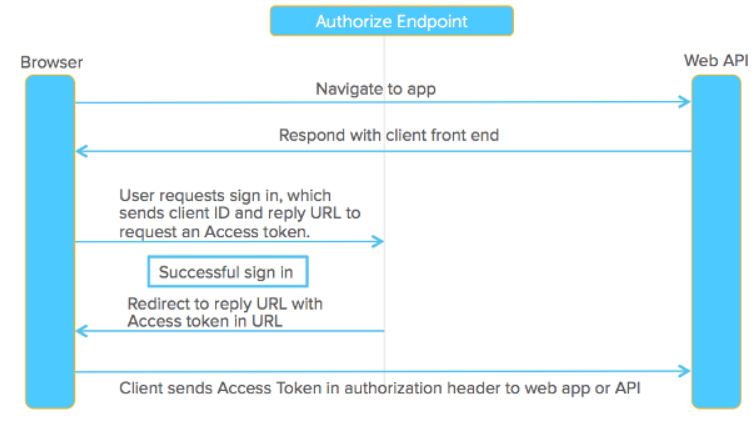 Authorize Endpoint
Browser
Web API
Navigate to app
Respond with client front end
User requests sign in, which
sends client ID and reply URL to
request an Access token.
Successful sign in
Redirect to reply URL with
Access token in URL
Client sends Access Token in authorization header to web app or API